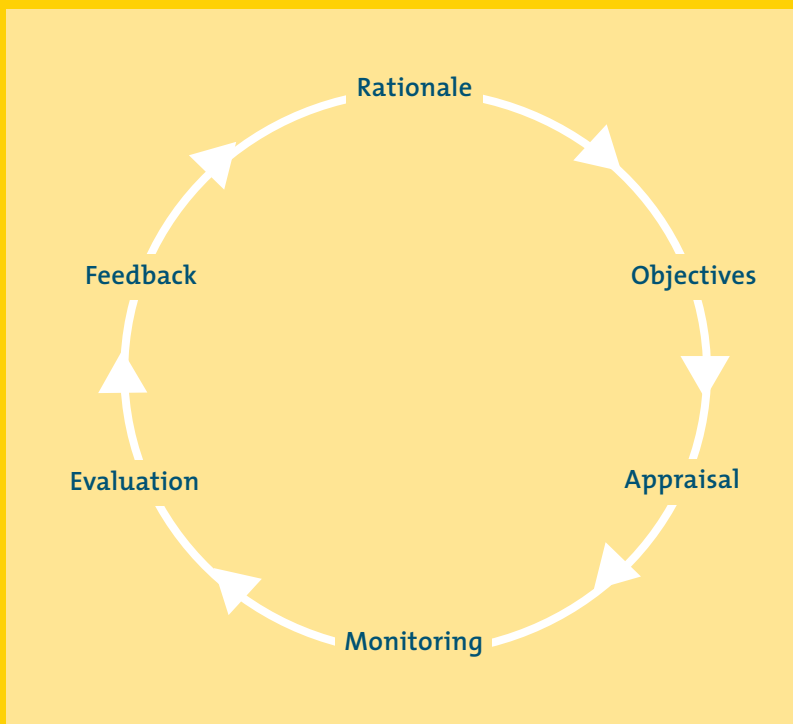 Rationale
Objectives
Appraisal
Monitoring
Evaluation
Feedback